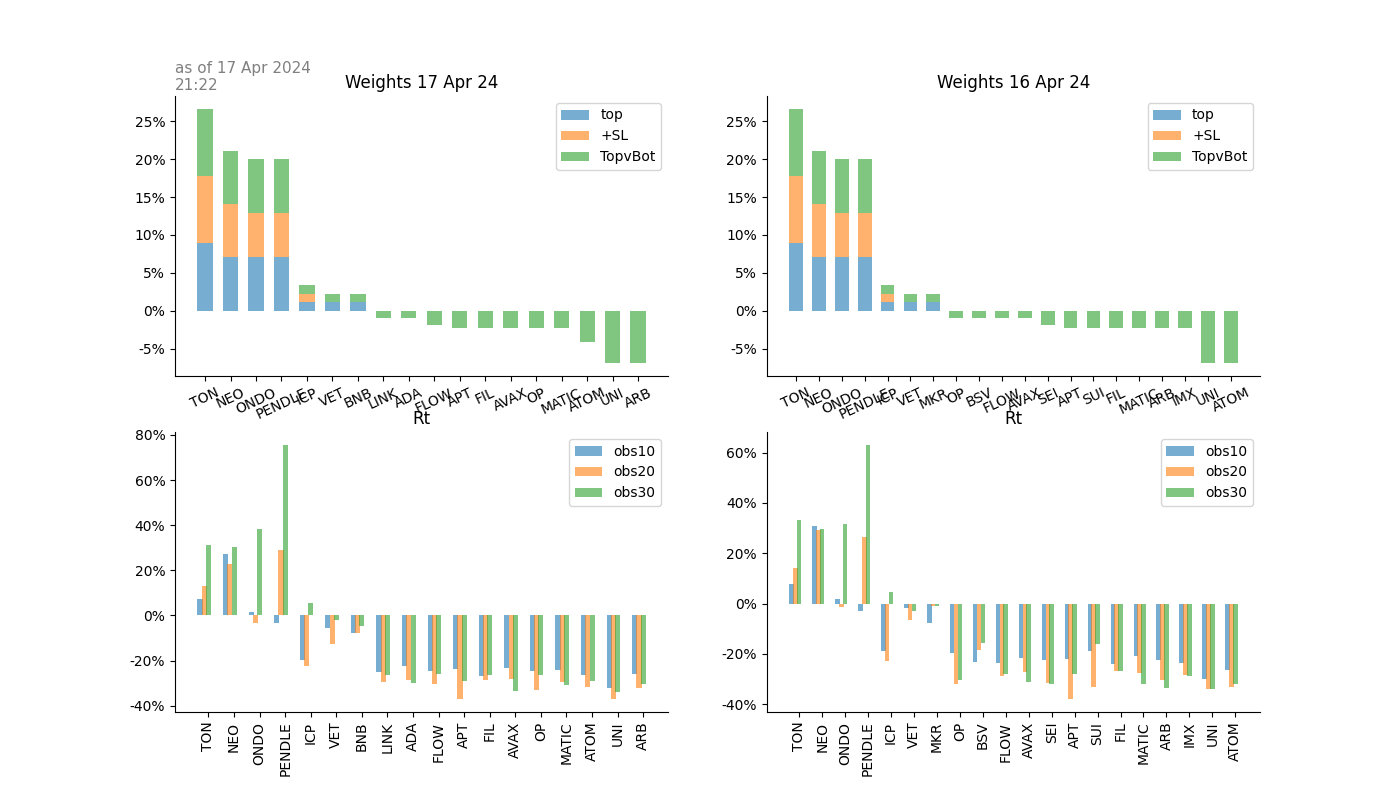 as of 17 Apr 2024
21:22
Weights 17 Apr 24
25%
20%
15%
10%
5%
0%
-5%
top
+SL
TopvBot
TON NEO ONDO PENDLE ICP VET BNB LINK ADA FLOW APT FIL AVAX OP MATIC ATOM UNI ARB
Weights 16 Apr 24
25%
20%
15%
10%
5%
0%
-5%
top
+SL
TopvBot
TON NEO ONDO PENDLE ICP VET MKR OP BSV FLOW AVAX SEI APT SUI FIL MATIC ARB IMX UNI ATOM
Rt
80%
60%
40%
20%
0%
-20%
-40%
obs10
obs20
obs30
TON NEO ONDO PENDLE ICP VET BNB LINK ADA FLOW APT FIL AVAX OP MATIC ATOM UNI ARB
Rt
60%
40%
20%
0%
-20%
-40%
obs10
obs20
obs30
TON NEO ONDO PENDLE ICP VET MKR OP BSV FLOW AVAX SEI APT SUI FIL MATIC ARB IMX UNI ATOM